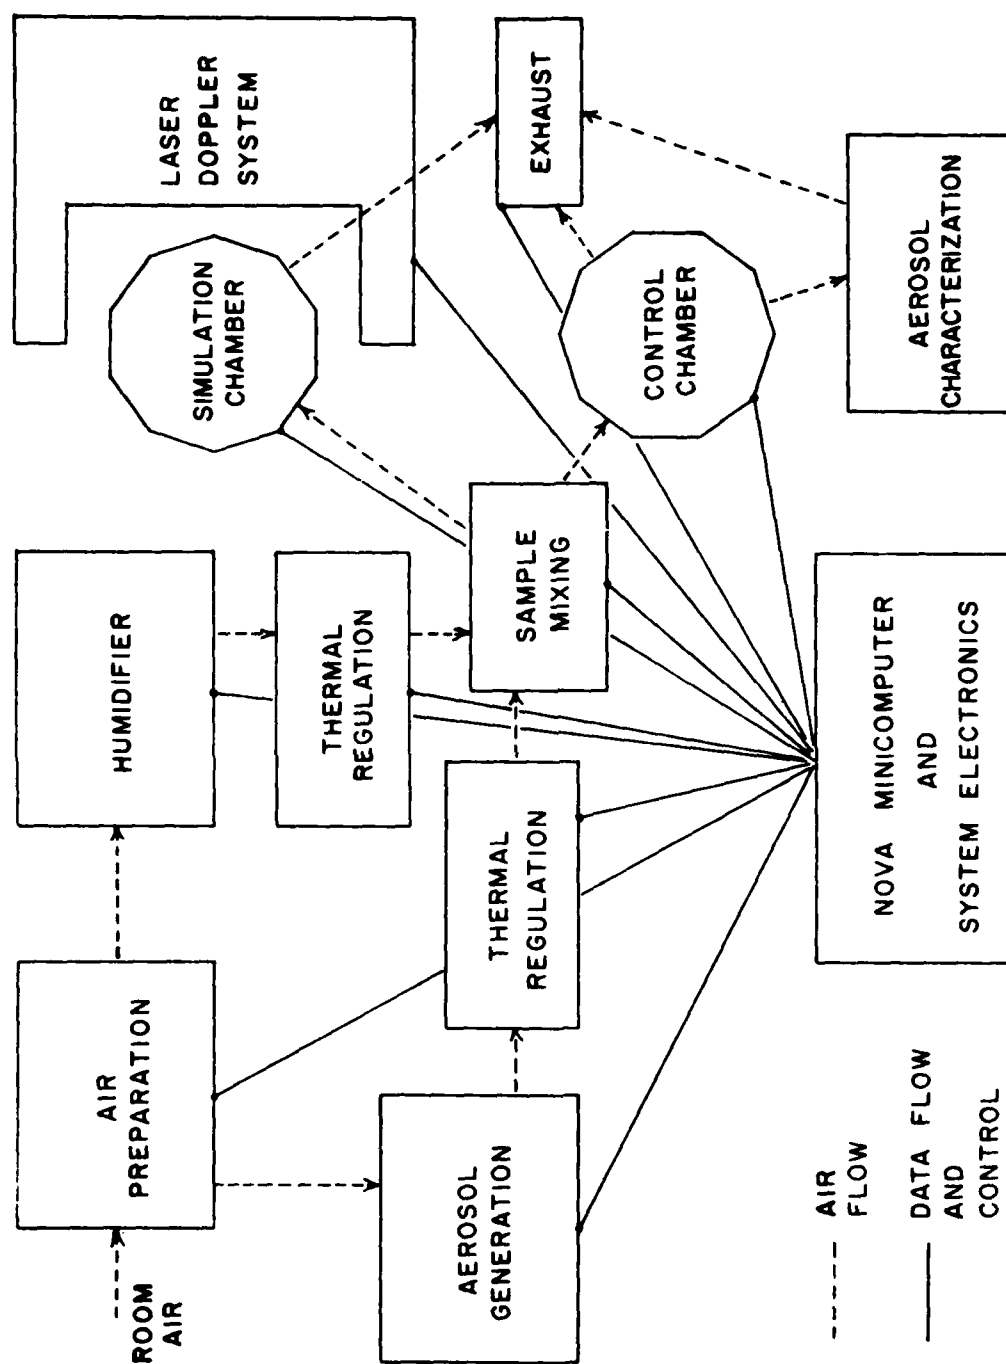 ROOM
AIR
AIR
PREPARATION
HUMIDIFIER
LASER
DOPPLER
SYSTEM
SIMULATION
CHAMBER
THERMAL
REGULATION
AEROSOL
GENERATION
THERMAL
REGULATION
SAMPLE
MIXING
EXHAUST
CONTROL
CHAMBER
AEROSOL
CHARACTERIZATION
NOVA MINICOMPUTER
AND
SYSTEM ELECTRONICS
AIR
FLOW
DATA FLOW
AND
CONTROL